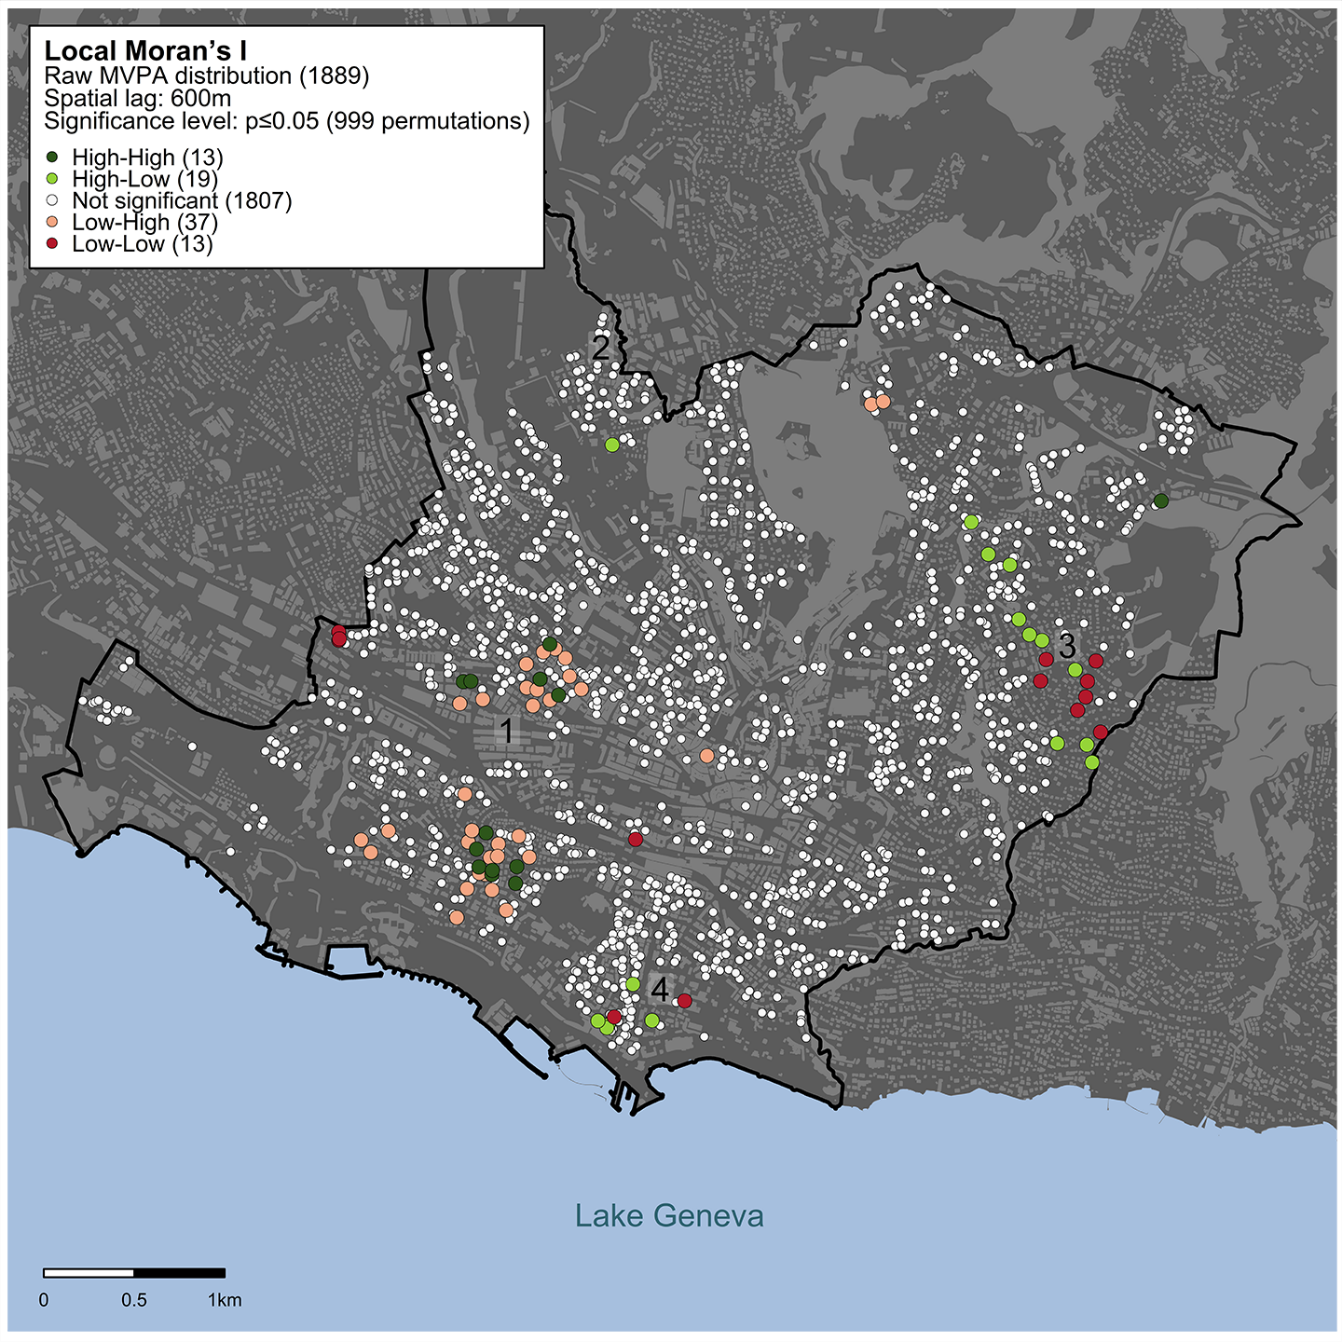 Local Moran’s I
Raw MVPA distribution (1889)
Spatial lag: 600m
Significance level: p≤0.05 (999 permutations)
High-High (13)
High-Low (19)
Not significant (1807)
Low-High (37)
Low-Low (13)
2
3
1
4
Lake Geneva
0 0.5 1km